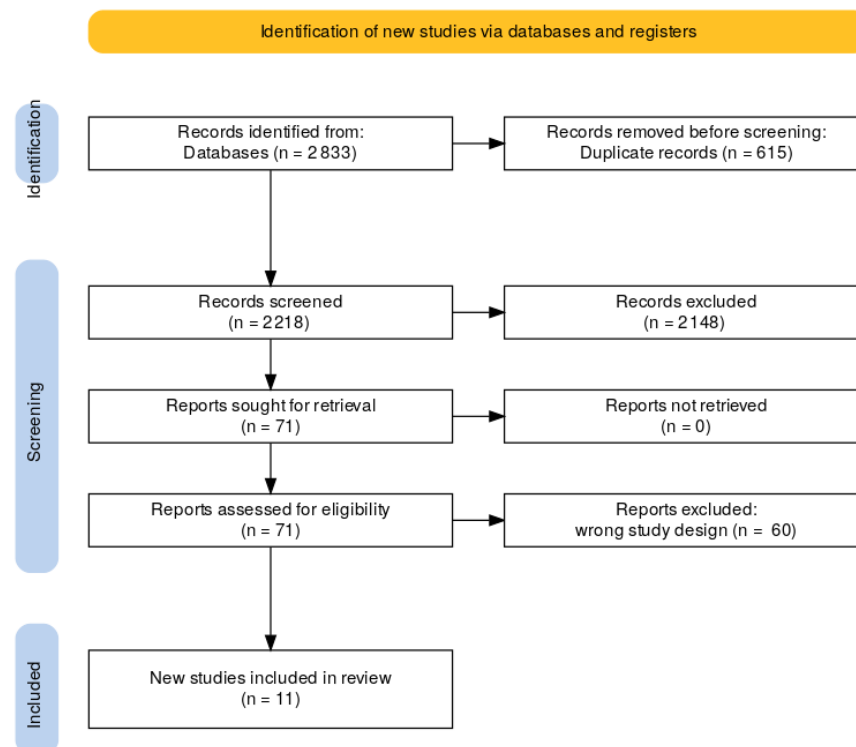 Identification of new studies via databases and registers
Identification
Records identified from:
Databases (n = 2833)
Records removed before screening:
Duplicate records (n = 615)
Screening
Records screened
(n = 2218)
Records excluded
(n = 2148)
Reports sought for retrieval
(n = 71)
Reports not retrieved
(n = 0)
Reports assessed for eligibility
(n = 71)
Reports excluded:
wrong study design (n = 60)
Included
New studies included in review
(n = 11)